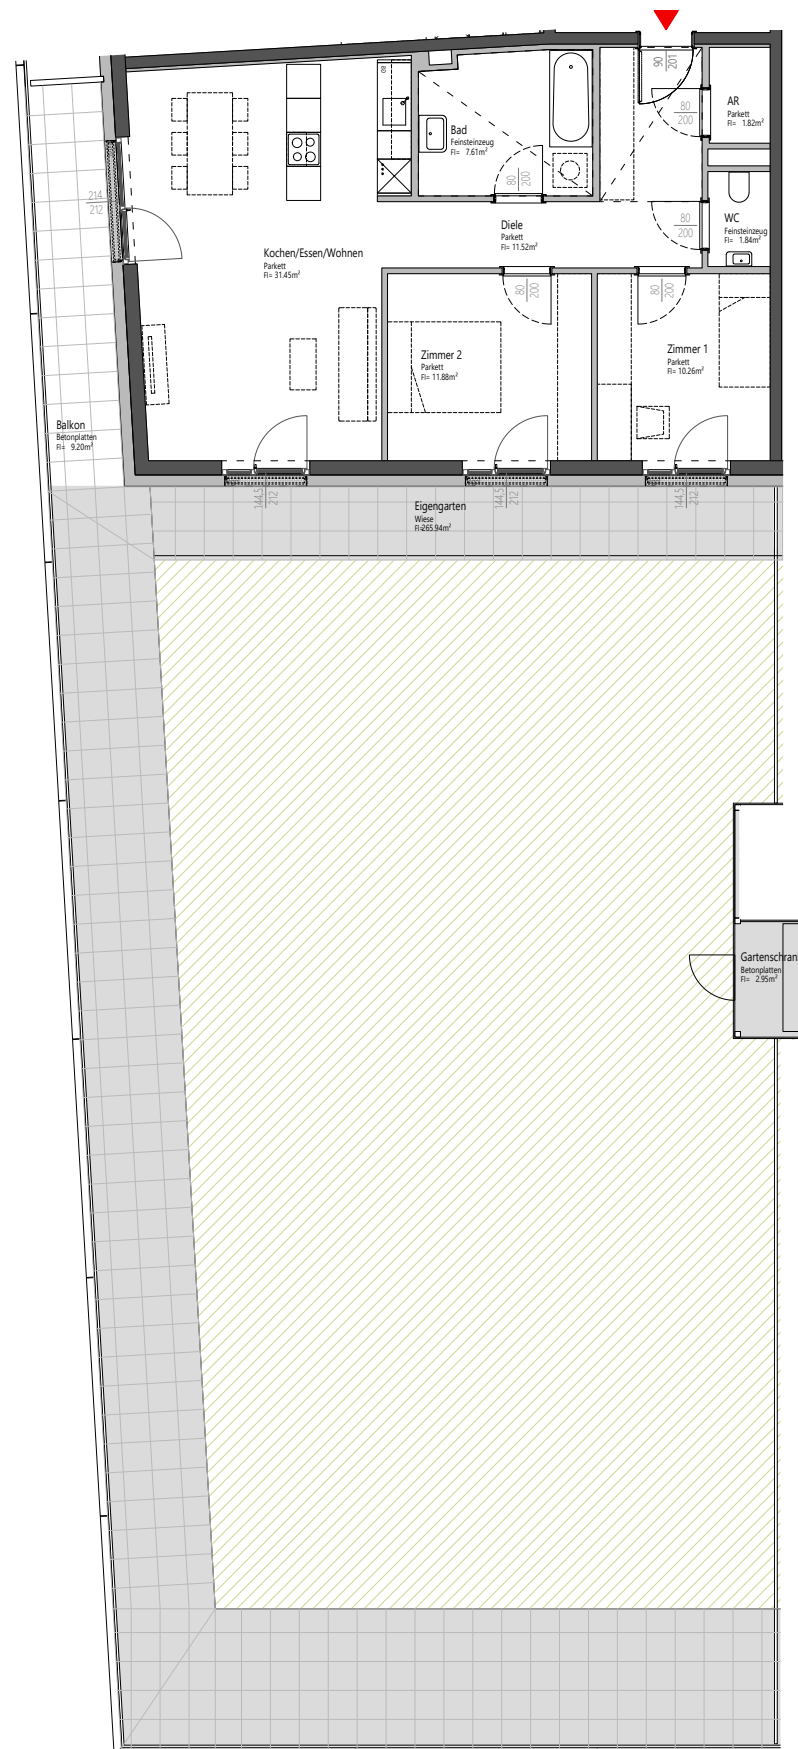 90
201
80
200
AR
Parkett
Fl= 1.82m²
Bad
Feinsteinzeug
Fl= 7.61m²
80
200
80
200
WC
Feinsteinzeug
Fl= 1.84m²
214
212
Diele
Parkett
Fl= 11.52m²
Kochen/Essen/Wohnen
Parkett
Fl= 31.45m²
80
200
80
200
Zimmer 2
Parkett
Fl= 11.88m²
Zimmer 1
Parkett
Fl= 10.26m²
Balkon
Betonplatten
Fl= 9.20m²
144.5
212
144.5
212
144.5
212
Eigengarten
Wiese
Fl=265.94m²
Gartenschrank
Betonplatten
Fl= 2.95m²